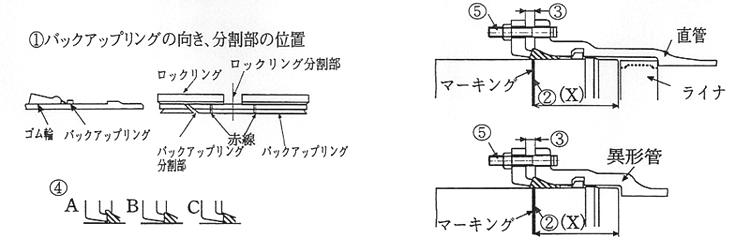 ①バックアップリングの向き、分割部の位置
ロックリング
ロックリング分割部
ゴム輪
バックアップリング
赤線
バックアップリング
分割部
バックアップリング
④
A
B
C
⑤
③
直管
マーキング
②(X)
ライナ
⑤
③
異形管
マーキング
②(X)